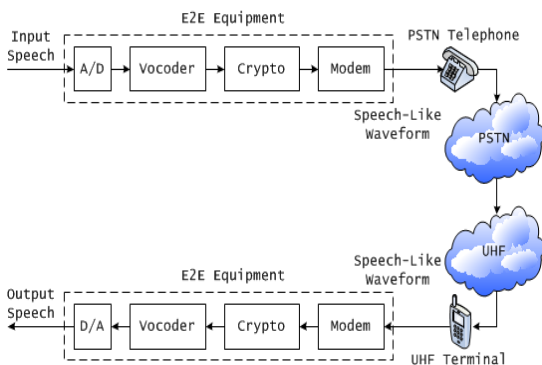 E2E Equipment
Input
Speech
A/D
Vocoder
Crypto
Modem
PSTN Telephone
Speech-Like
Waveform
PSTN
UHF
Speech-Like
Waveform
E2E Equipment
Output
Speech
D/A
Vocoder
Crypto
Modem
UHF Terminal